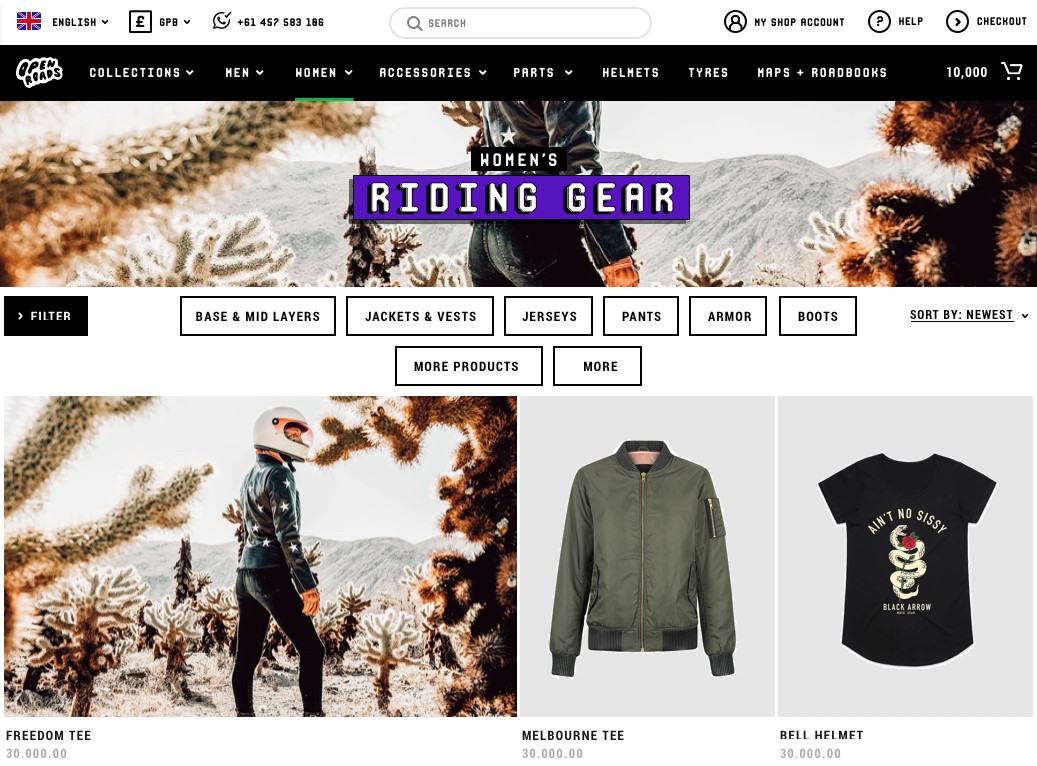 ENGLISH
£ GPB
+61 457 583 186
SEARCH
MY SHOP ACCOUNT
? HELP
CHECKOUT
OPEN ROADS
COLLECTIONS
MEN
WOMEN
ACCESSORIES
PARTS
HELMETS
TYRES
MAPS + ROADBOOKS
10,000
WOMEN'S
RIDING GEAR
FILTER
BASE & MID LAYERS
JACKETS & VESTS
JERSEYS
PANTS
ARMOR
BOOTS
SORT BY: NEWEST
MORE PRODUCTS
MORE
AIN'T NO SISSY
BLACK ARROW
FREEDOM TEE
30.000.00
MELBOURNE TEE
30.000.00
BELL HELMET
30.000.00